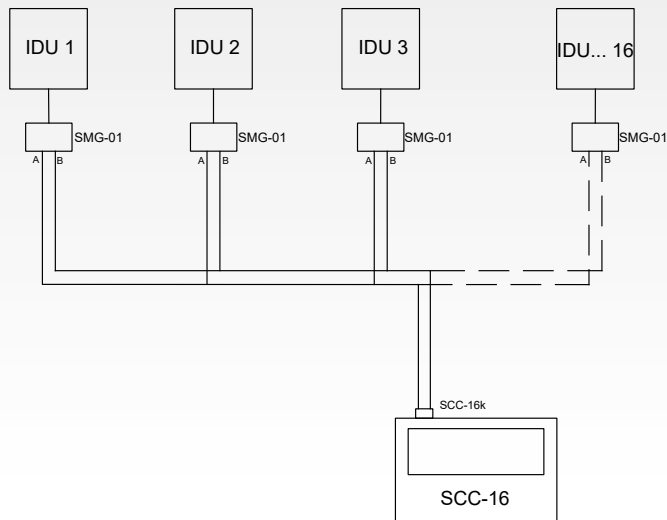 IDU 1
IDU 2
IDU 3
IDU... 16
SMG-01
SMG-01
SMG-01
SMG-01
A B
A B
A B
A B
SCC-16k
SCC-16